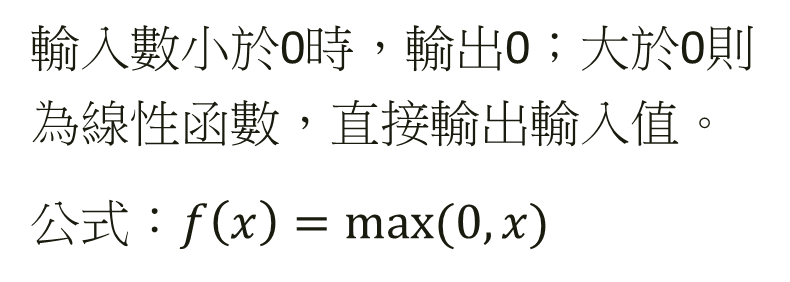 輸入數小於0時，輸出0；大於0則
為線性函數，直接輸出輸入值。
公式：f(x) = max(0, x)